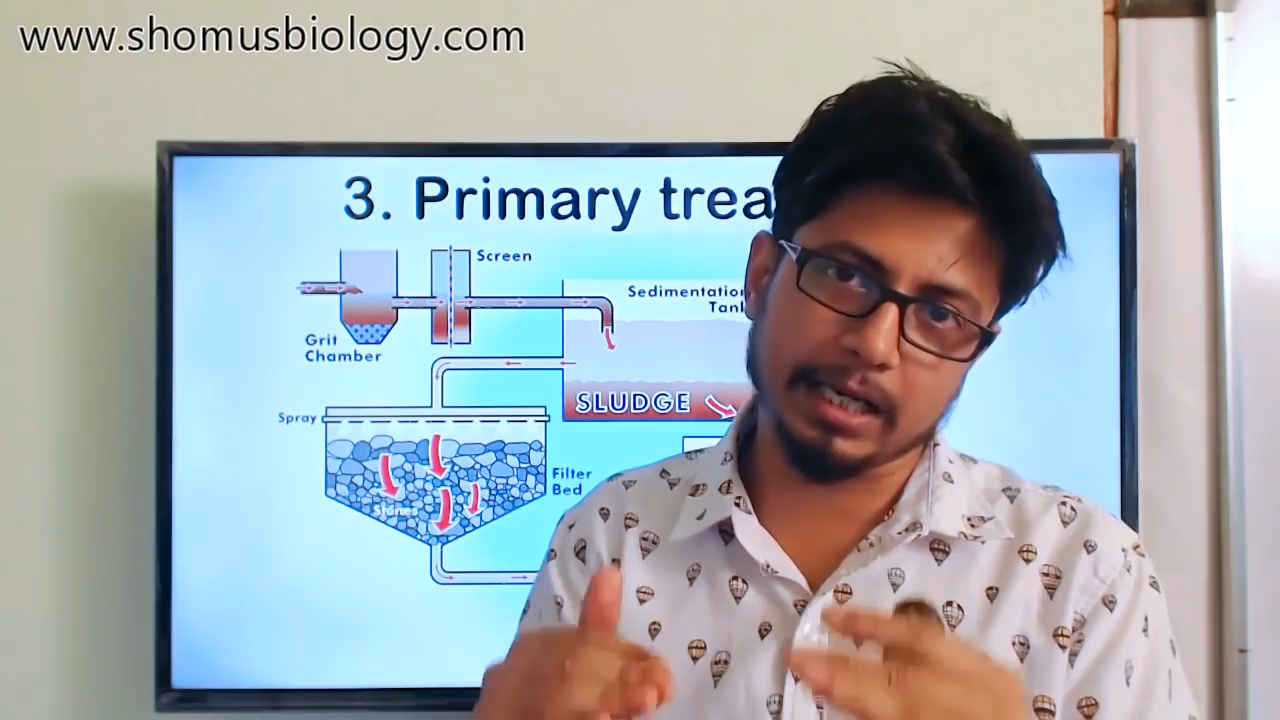 www.shomusbiology.com
3. Primary trea
Screen
Sedimentation
Tank
Grit
Chamber
SLUDGE
Spray
Filter
Bed
Stones